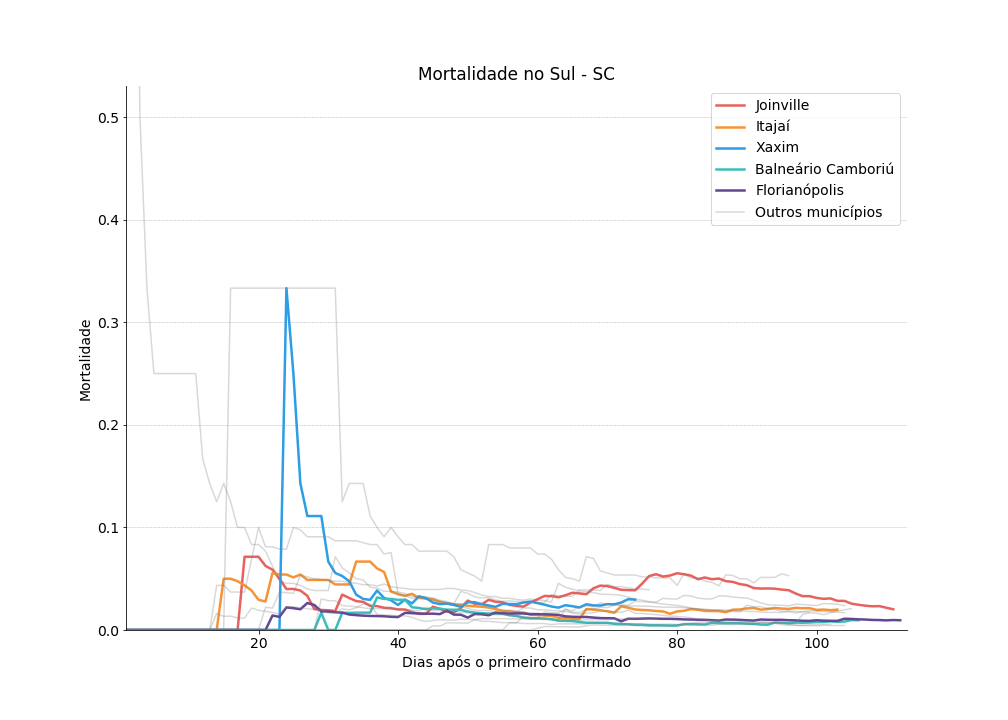 Mortalidade no Sul - SC
Joinville
Itajaí
Xaxim
Balneário Camboriú
Florianópolis
Outros municípios
0.5
0.4
0.3
0.2
0.1
0.0
Mortalidade
20 40 60 80 100
Dias após o primeiro confirmado